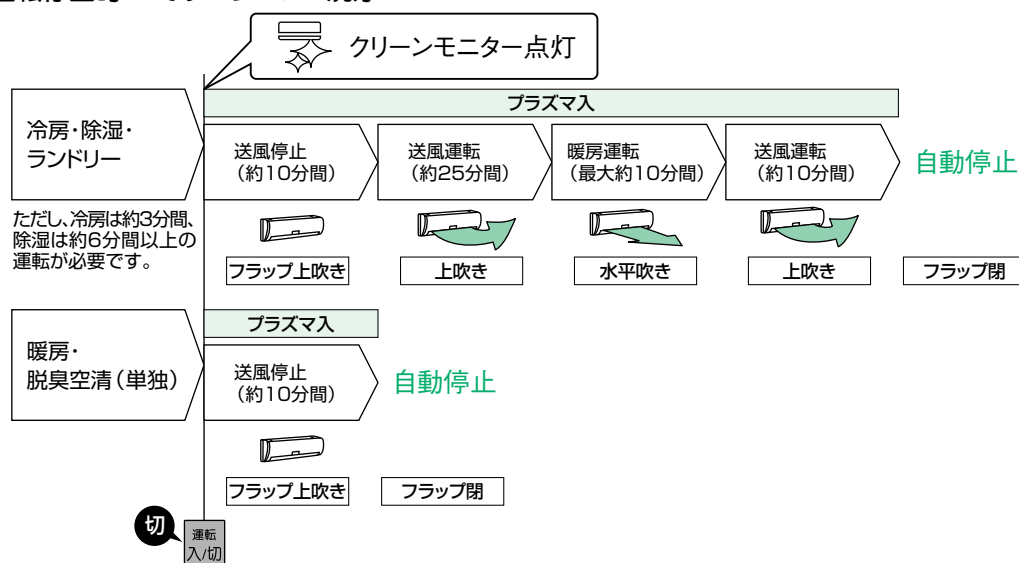 クリーンモニター点灯
プラズマ入
冷房・除湿・
ランドリー
送風停止
(約10分間)
送風運転
(約25分間)
暖房運転
(最大約10分間)
送風運転
(約10分間)
自動停止
ただし、冷房は約3分間、
除湿は約6分間以上の
運転が必要です。
フラップ上吹き
上吹き
水平吹き
上吹き
フラップ閉
プラズマ入
暖房・
脱臭空清(単独)
送風停止
(約10分間)
自動停止
フラップ上吹き
フラップ閉
切
運転
入/切